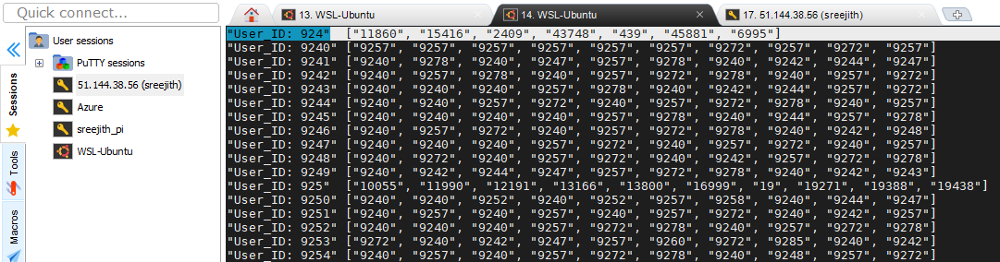 Quick connect...
13. WSL-Ubuntu
14. WSL-Ubuntu
17. 51.144.38.56 (sreejith)
User sessions
PuTTY sessions
51.144.38.56 (sreejith)
Azure
sreejith_pi
WSL-Ubuntu
Sessions
Tools
Macros
"User_ID: 924" ["11860", "15416", "2409", "43748", "439", "45881", "6995"]
"User_ID: 9240" ["9257", "9257", "9257", "9257", "9257", "9272", "9257", "9272", "9257"]
"User_ID: 9241" ["9240", "9278", "9240", "9247", "9278", "9240", "9242", "9244", "9247"]
"User_ID: 9242" ["9240", "9257", "9278", "9240", "9272", "9278", "9240", "9257", "9272"]
"User_ID: 9243" ["9240", "9240", "9240", "9257", "9278", "9240", "9242", "9244", "9257", "9272"]
"User_ID: 9244" ["9278", "9240", "9257", "9240", "9257", "9272", "9278", "9240", "9257"]
"User_ID: 9245" ["9240", "9240", "9240", "9240", "9257", "9278", "9240", "9244", "9257", "9278"]
"User_ID: 9246" ["9240", "9257", "9272", "9240", "9257", "9272", "9278", "9240", "9242", "9248"]
"User_ID: 9247" ["9240", "9240", "9257", "9272", "9240", "9257", "9272", "9240", "9257"]
"User_ID: 9248" ["9272", "9240", "9240", "9257", "9272", "9278", "9240", "9242", "9257", "9272"]
"User_ID: 9249" ["9240", "9242", "9244", "9247", "9257", "9272", "9278", "9240", "9242", "9243"]
"User_ID: 925" ["10055", "11990", "12191", "13166", "13800", "16999", "19", "19271", "19388", "19438"]
"User_ID: 9250" ["9240", "9240", "9252", "9240", "9252", "9257", "9258", "9240", "9244", "9247"]
"User_ID: 9251" ["9240", "9257", "9240", "9257", "9240", "9257", "9272", "9240", "9242", "9257"]
"User_ID: 9252" ["9240", "9240", "9240", "9257", "9272", "9278", "9240", "9257", "9272", "9278"]
"User_ID: 9253" ["9272", "9240", "9242", "9247", "9257", "9260", "9272", "9285", "9240", "9242"]
"User_ID: 9254" ["9240", "9257", "9240", "9257", "9272", "9278", "9240", "9248", "9257", "9272"]